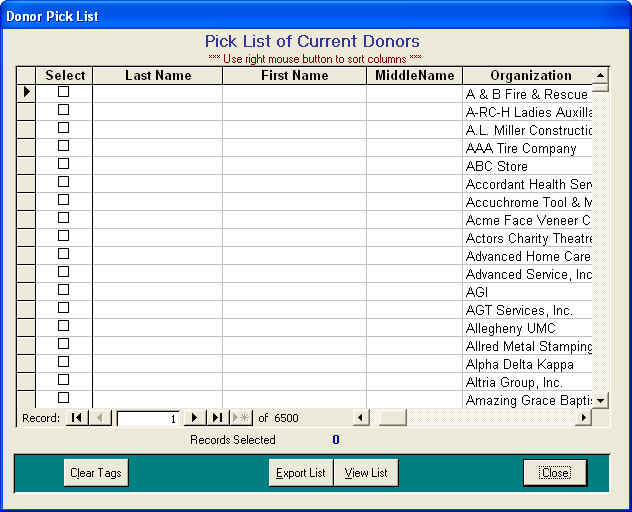 Donor Pick List
Pick List of Current Donors
*** Use right mouse button to sort columns ***
Select Last Name First Name MiddleName Organization
A & B Fire & Rescue
A-RC-H Ladies Auxilla
A.L. Miller Constructic
AAA Tire Company
ABC Store
Accordant Health Serv
Accuchrome Tool & M
Acme Face Veneer C
Actors Charity Theatre
Advanced Home Care
Advanced Service, Inc
AGI
AGT Services, Inc.
Allegheny UMC
Allred Metal Stamping
Alpha Delta Kappa
Altria Group, Inc.
Amazing Grace Baptis
Record: 1 of 6500
Records Selected 0
Clear Tags Export List View List Close